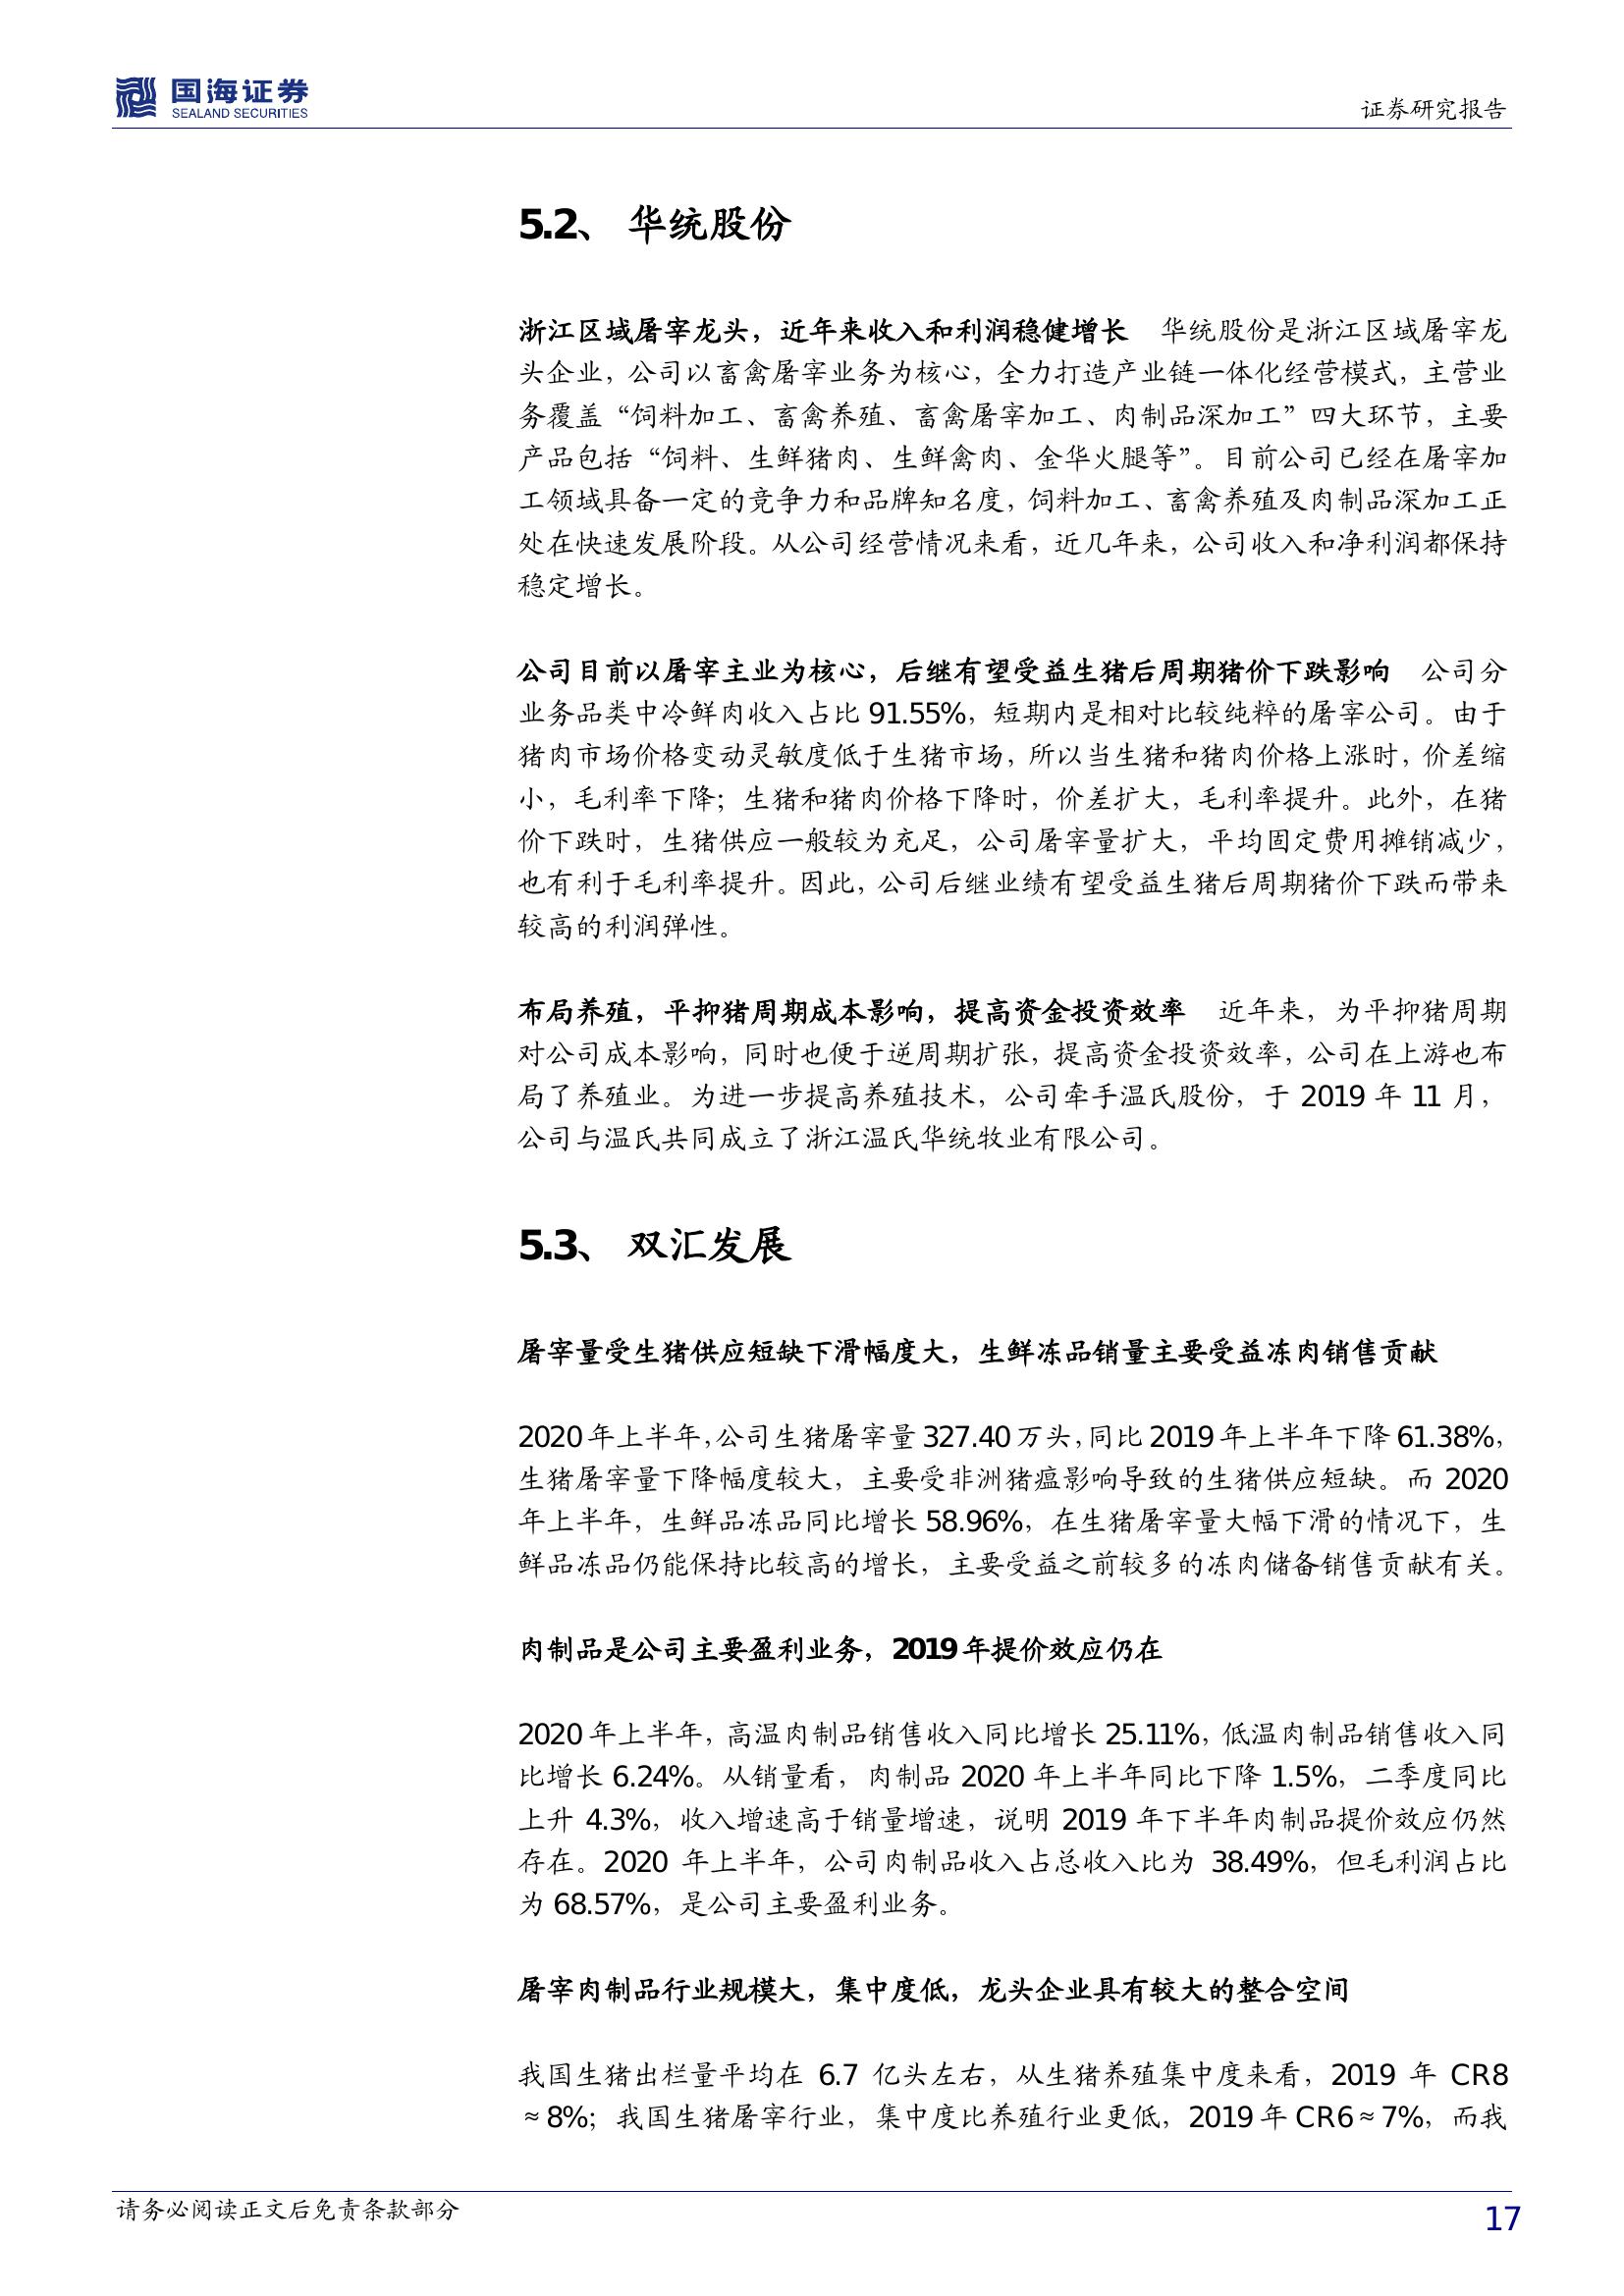 国海证券
SEALAND SECURITIES
证券研究报告
5.2、 华统股份
浙江区域屠宰龙头，近年来收入和利润稳健增长 华统股份是浙江区域屠宰龙
头企业，公司以畜禽屠宰业务为核心，全力打造产业链一体化经营模式，主营业
务覆盖“饲料加工、畜禽养殖、畜禽屠宰加工、肉制品深加工”四大环节，主要
产品包括“饲料、生鲜猪肉、生鲜禽肉、金华火腿等”。目前公司已经在屠宰加
工领域具备一定的竞争力和品牌知名度，饲料加工、畜禽养殖及肉制品深加工正
处在快速发展阶段。从公司经营情况来看，近几年来，公司收入和净利润都保持
稳定增长。
公司目前以屠宰主业为核心，后继有望受益生猪后周期猪价下跌影响 公司分
业务品类中冷鲜肉收入占比 91.55%，短期内是相对比较纯粹的屠宰公司。由于
猪肉市场价格变动灵敏度低于生猪市场，所以当生猪和猪肉价格上涨时，价差缩
小，毛利率下降；生猪和猪肉价格下降时，价差扩大，毛利率提升。此外，在猪
价下跌时，生猪供应一般较为充足，公司屠宰量扩大，平均固定费用摊销减少，
也有利于毛利率提升。因此，公司后继业绩有望受益生猪后周期猪价下跌而带来
较高的利润弹性。
布局养殖，平抑猪周期成本影响，提高资金投资效率 近年来，为平抑猪周期
对公司成本影响，同时也便于逆周期扩张，提高资金投资效率，公司在上游也布
局了养殖业。为进一步提高养殖技术，公司牵手温氏股份，于 2019 年 11 月，
公司与温氏共同成立了浙江温氏华统牧业有限公司。
5.3、 双汇发展
屠宰量受生猪供应短缺下滑幅度大，生鲜冻品销量主要受益冻肉销售贡献
2020 年上半年，公司生猪屠宰量 327.40 万头，同比 2019 年上半年下降 61.38%，
生猪屠宰量下降幅度较大，主要受非洲猪瘟影响导致的生猪供应短缺。而 2020
年上半年，生鲜品冻品同比增长 58.96%，在生猪屠宰量大幅下滑的情况下，生
鲜品冻品仍能保持比较高的增长，主要受益之前较多的冻肉储备销售贡献有关。
肉制品是公司主要盈利业务，2019 年提价效应仍在
2020 年上半年，高温肉制品销售收入同比增长 25.11%，低温肉制品销售收入同
比增长 6.24%。从销量看，肉制品 2020 年上半年同比下降 1.5%，二季度同比
上升 4.3%，收入增速高于销量增速，说明 2019 年下半年肉制品提价效应仍然
存在。2020 年上半年，公司肉制品收入占总收入比为 38.49%，但毛利润占比
为 68.57%，是公司主要盈利业务。
屠宰肉制品行业规模大，集中度低，龙头企业具有较大的整合空间
我国生猪出栏量平均在 6.7 亿头左右，从生猪养殖集中度来看，2019 年 CR8
≈8%；我国生猪屠宰行业，集中度比养殖行业更低，2019 年 CR6≈7%，而我
请务必阅读正文后免责条款部分
17